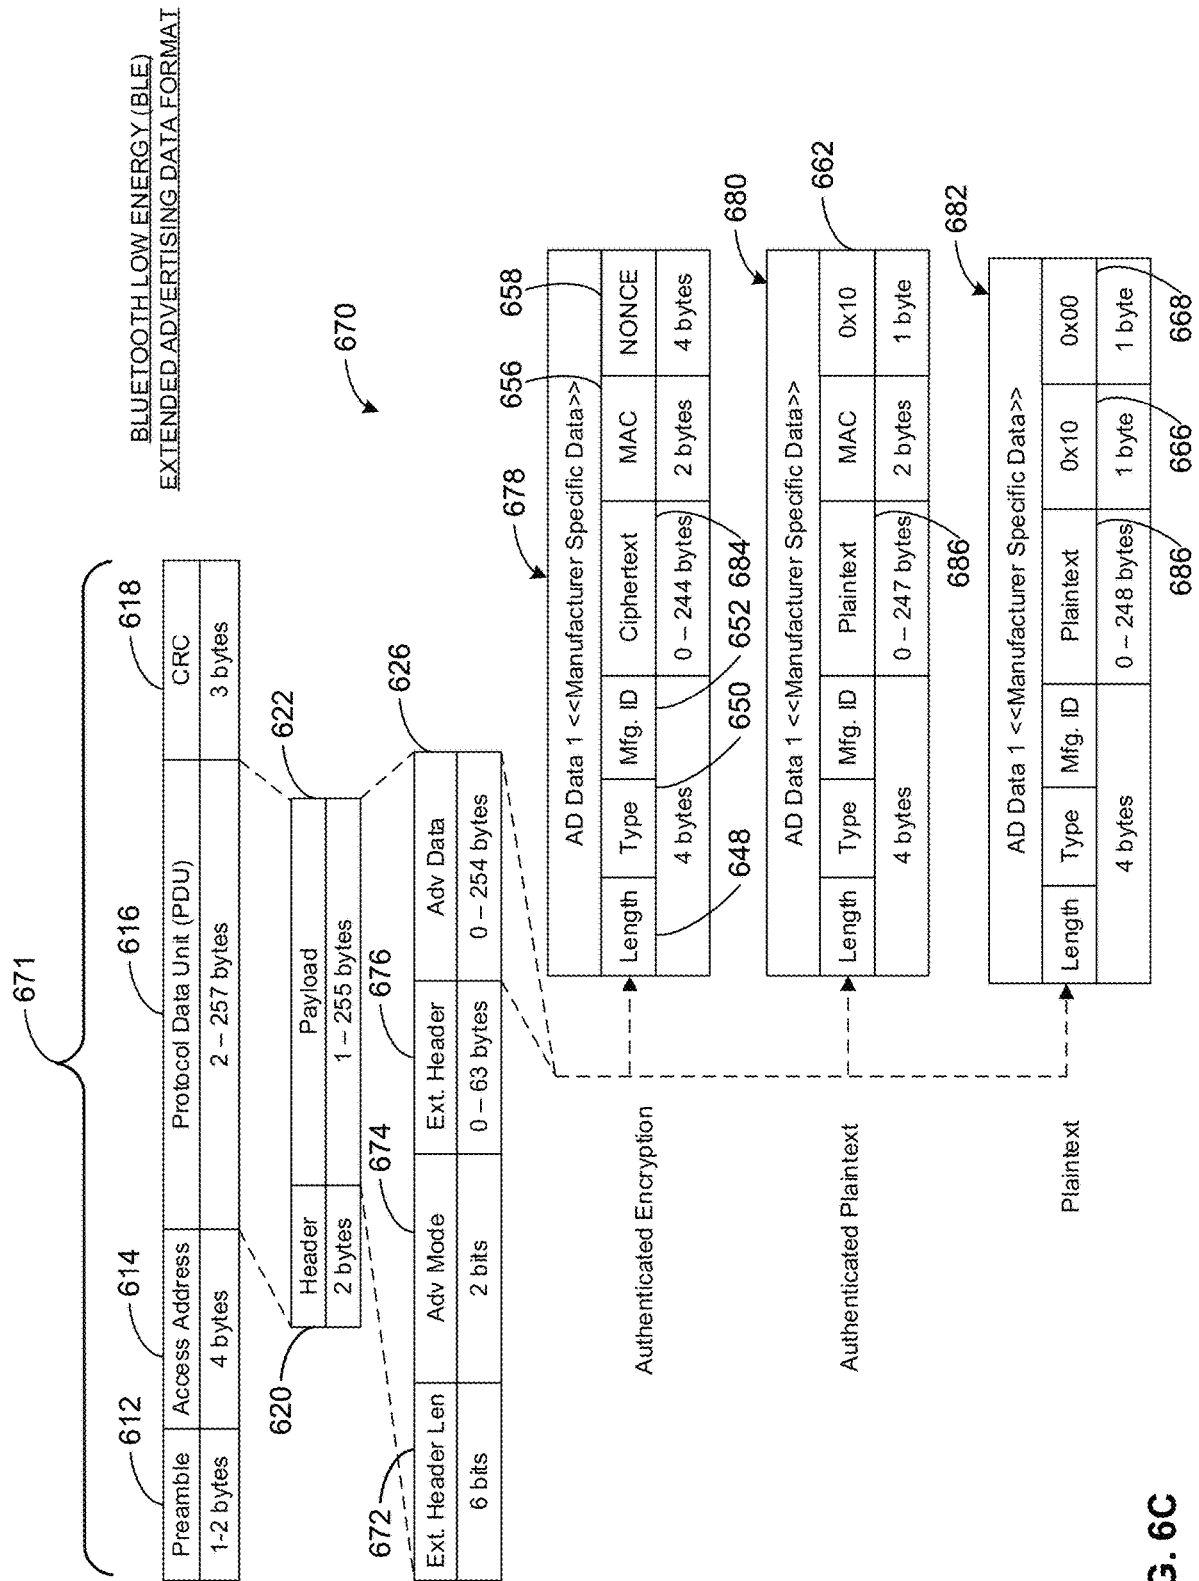 BLUETOOTH LOW ENERGY (BLE)
EXTENDED ADVERTISING DATA FORMAT
671
612
614
616
618
Preamble
Access Address
Protocol Data Unit (PDU)
CRC
1-2 bytes
4 bytes
2 – 257 bytes
3 bytes
620
622
Header
Payload
2 bytes
1 – 255 bytes
672
674
676
626
Ext. Header Len
Adv Mode
Ext. Header
Adv Data
6 bits
2 bits
0 – 63 bytes
0 – 254 bytes
670
Authenticated Encryption
678
656
658
AD Data 1 <<Manufacturer Specific Data>>
Length
Type
Mfg. ID
Ciphertext
MAC
NONCE
4 bytes
0 – 244 bytes
2 bytes
4 bytes
648
650
652
684
Authenticated Plaintext
680
662
AD Data 1 <<Manufacturer Specific Data>>
Length
Type
Mfg. ID
Plaintext
MAC
0x10
4 bytes
0 – 247 bytes
2 bytes
1 byte
686
Plaintext
682
AD Data 1 <<Manufacturer Specific Data>>
Length
Type
Mfg. ID
Plaintext
0x10
0x00
4 bytes
0 – 248 bytes
1 byte
1 byte
686
666
668
G. 6C